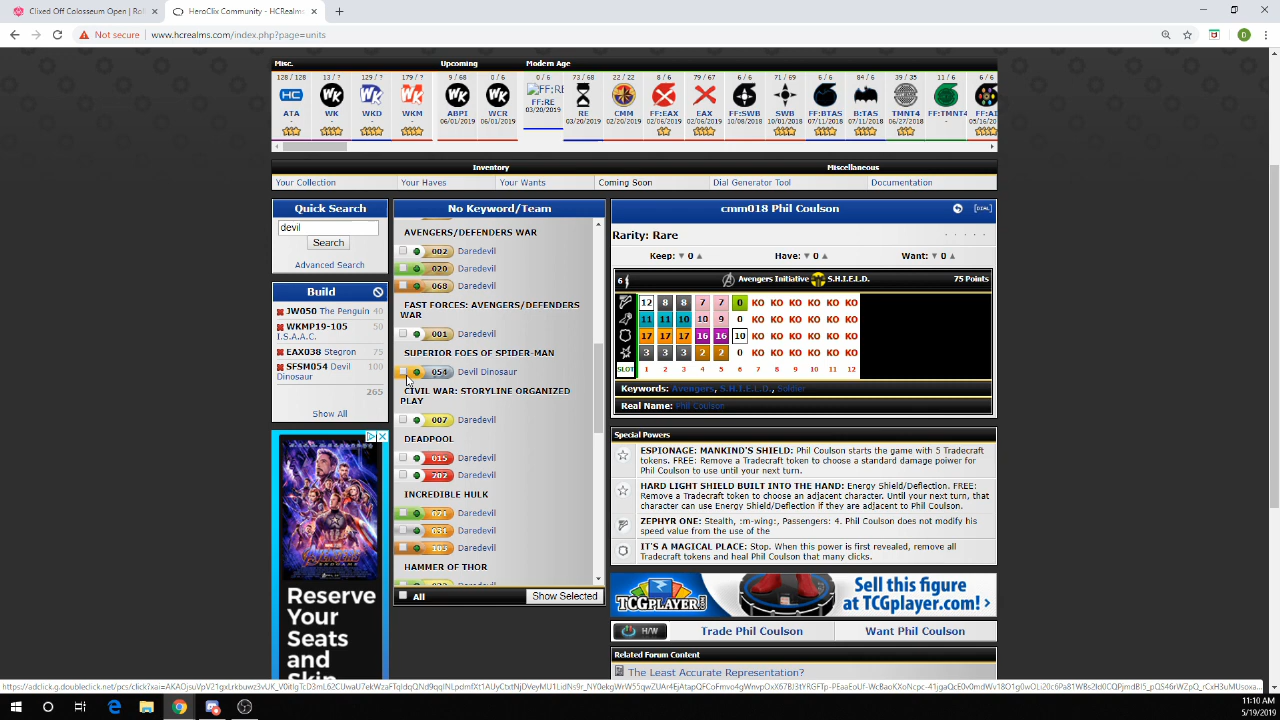 Clixed Off Colosseum Open | Rol
HeroClix Community - HCRealms
Not secure www.hcrealms.com/index.php?page=units
Misc. Upcoming Modern Age
128 / 128 13 / ? 129 / ? 179 / ? 9 / 68 0 / 6 0 / 6 73 / 68 22 / 22 8 / 6 79 / 67 6 / 6 71 / 69 6 / 6 84 / 6 39 / 35 11 / 6 6 / 6
ATA WK WKD WKM ABPI WCR FF:RE RE CMM FF:EAX EAX FF:SWB SWB FF:BTAS B:TAS TMNT4 FF:TMNT4
06/01/2019 06/01/2019 03/20/2019 03/20/2019 02/20/2019 02/06/2019 02/06/2019 10/08/2018 10/01/2018 07/11/2018 07/11/2018 06/27/2018
Inventory Miscellaneous
Your Collection Your Haves Your Wants Coming Soon Dial Generator Tool Documentation
Quick Search
devil
Search
Advanced Search
Build
JW050 The Penguin 40
WKMP19-105 50
I.S.A.A.C.
EAX038 Stegron 75
SFSM054 Devil 100
Dinosaur
265
Show All
Reserve
Your
Seats
and
No Keyword/Team
AVENGERS/DEFENDERS WAR
002 Daredevil
020 Daredevil
068 Daredevil
FAST FORCES: AVENGERS/DEFENDERS
WAR
001 Daredevil
SUPERIOR FOES OF SPIDER-MAN
054 Devil Dinosaur
CIVIL WAR: STORYLINE ORGANIZED
PLAY
007 Daredevil
DEADPOOL
015 Daredevil
202 Daredevil
INCREDIBLE HULK
Daredevil
031 Daredevil
103 Daredevil
HAMMER OF THOR
Daredevil
All Show Selected
cmm018 Phil Coulson
[DIAL]
Rarity: Rare
Keep: ▼ 0 ▲ Have: ▼ 0 ▲ Want: ▼ 0 ▲
6 Avengers Initiative S.H.I.E.L.D. 75 Points
12 8 8 7 7 0 KO KO KO KO KO KO
11 11 10 10 9 0 KO KO KO KO KO KO
17 17 17 16 16 10 KO KO KO KO KO KO
3 3 3 2 2 0 KO KO KO KO KO KO
SLOT 1 2 3 4 5 6 7 8 9 10 11 12
Keywords: Avengers, S.H.I.E.L.D., Soldier
Real Name: Phil Coulson
Special Powers
ESPIONAGE: MANKIND'S SHIELD: Phil Coulson starts the game with 5 Tradecraft
tokens. FREE: Remove a Tradecraft token to choose a standard damage poiwer for
Phil Coulson to use until your next turn.
HARD LIGHT SHIELD BUILT INTO THE HAND: Energy Shield/Deflection. FREE:
Remove a Tradecraft token to choose an adjacent character. Until your next turn, that
character can use Energy Shield/Deflection if they are adjacent to Phil Coulson.
ZEPHYR ONE: Stealth, :m-wing:, Passengers: 4. Phil Coulson does not modify his
speed value from the use of the
IT'S A MAGICAL PLACE: Stop. When this power is first revealed, remove all
Tradecraft tokens and heal Phil Coulson that many clicks.
TCGPLAYER Sell this figure
at TCGplayer.com! ›
H/W Trade Phil Coulson Want Phil Coulson
Related Forum Content
The Least Accurate Representation?
11:10 AM
5/19/2019